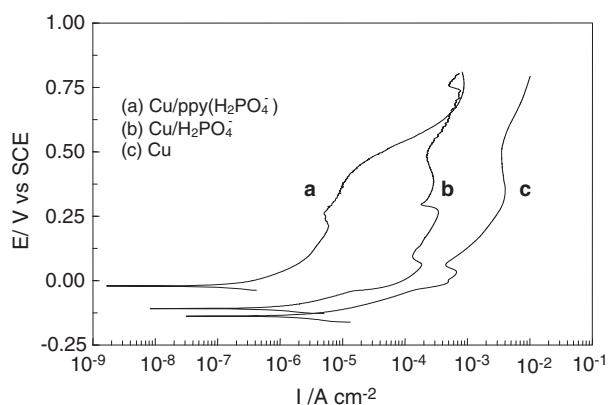 1.00
0.75
0.50
0.25
0.00
-0.25
E/ V vs SCE
(a) Cu/ppy(H₂PO₄⁻)
(b) Cu/H₂PO₄⁻
(c) Cu
a
b
c
10⁻⁹ 10⁻⁸ 10⁻⁷ 10⁻⁶ 10⁻⁵ 10⁻⁴ 10⁻³ 10⁻² 10⁻¹
I /A cm⁻²